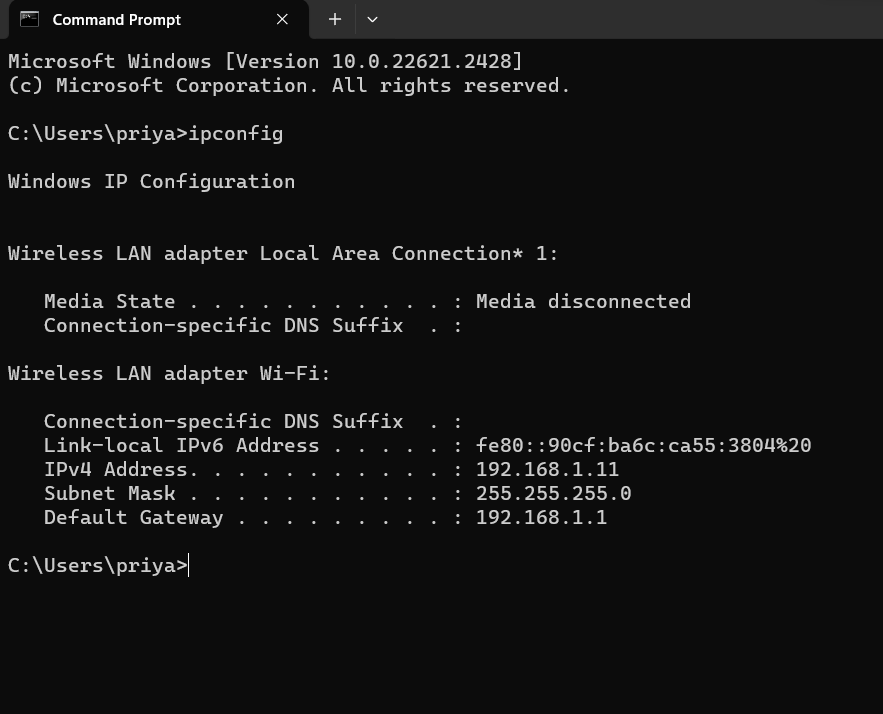 Command Prompt
Microsoft Windows [Version 10.0.22621.2428]
(c) Microsoft Corporation. All rights reserved.
C:\Users\priya>ipconfig
Windows IP Configuration
Wireless LAN adapter Local Area Connection* 1:
   Media State . . . . . . . . . . . : Media disconnected
   Connection-specific DNS Suffix  . :
Wireless LAN adapter Wi-Fi:
   Connection-specific DNS Suffix  . :
   Link-local IPv6 Address . . . . . : fe80::90cf:ba6c:ca55:3804%20
   IPv4 Address. . . . . . . . . . . : 192.168.1.11
   Subnet Mask . . . . . . . . . . . : 255.255.255.0
   Default Gateway . . . . . . . . . : 192.168.1.1
C:\Users\priya>